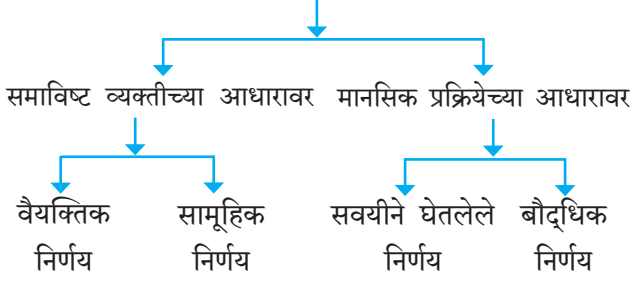 समाविष्ट व्यक्तीच्या आधारावर मानसिक प्रक्रियेच्या आधारावर
वैयक्तिक सामूहिक सवयीने घेतलेले बौद्धिक
निर्णय निर्णय निर्णय निर्णय